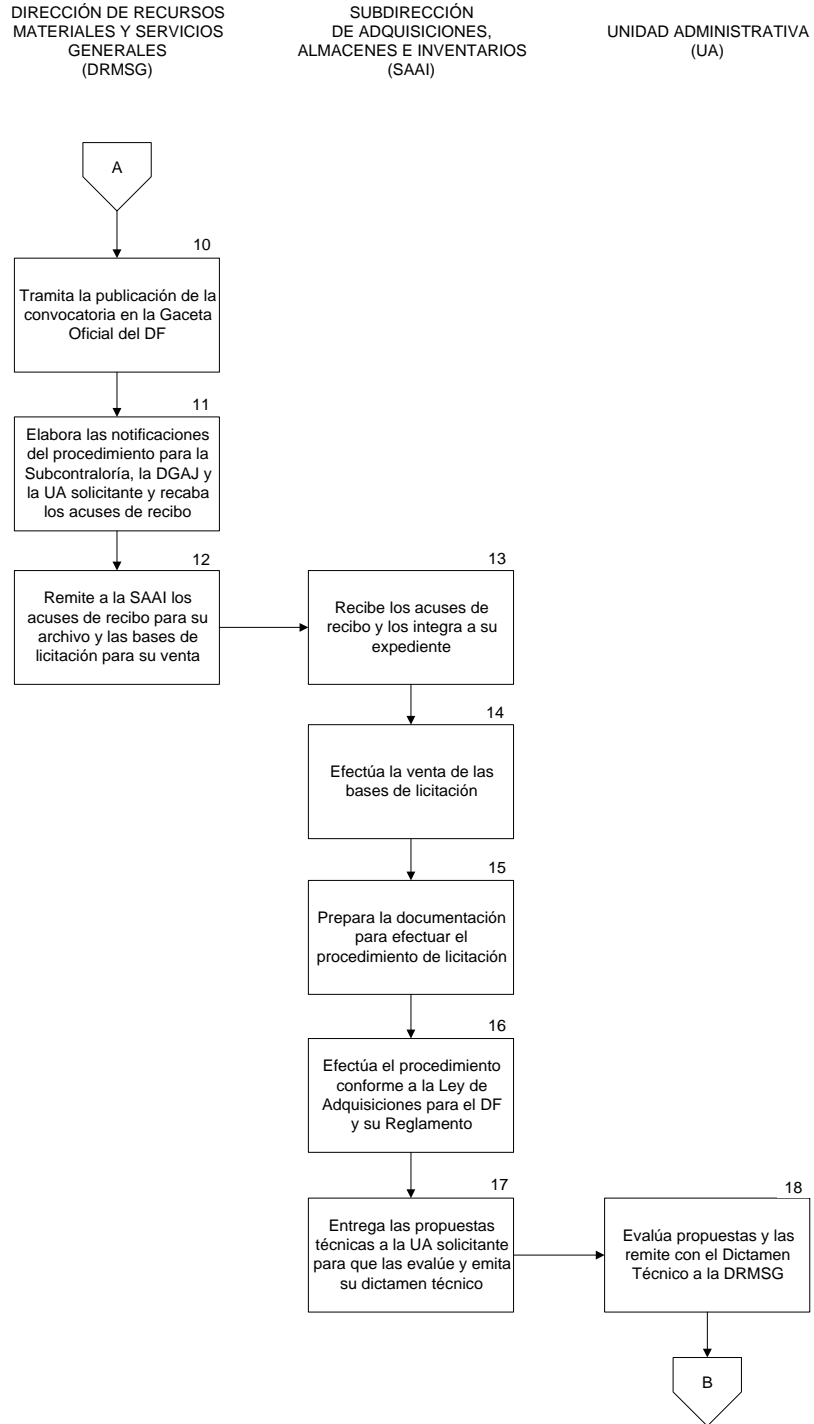 DIRECCIÓN DE RECURSOS
MATERIALES Y SERVICIOS
GENERALES
(DRMSG)
SUBDIRECCIÓN
DE ADQUISICIONES,
ALMACENES E INVENTARIOS
(SAAI)
UNIDAD ADMINISTRATIVA
(UA)
A
10
Tramita la publicación de la
convocatoria en la Gaceta
Oficial del DF
11
Elabora las notificaciones
del procedimiento para la
Subcontraloría, la DGAJ y
la UA solicitante y recaba
los acuses de recibo
12
Remite a la SAAI los
acuses de recibo para su
archivo y las bases de
licitación para su venta
13
Recibe los acuses de
recibo y los integra a su
expediente
14
Efectúa la venta de las
bases de licitación
15
Prepara la documentación
para efectuar el
procedimiento de licitación
16
Efectúa el procedimiento
conforme a la Ley de
Adquisiciones para el DF
y su Reglamento
17
Entrega las propuestas
técnicas a la UA solicitante
para que las evalúe y emita
su dictamen técnico
18
Evalúa propuestas y las
remite con el Dictamen
Técnico a la DRMSG
B